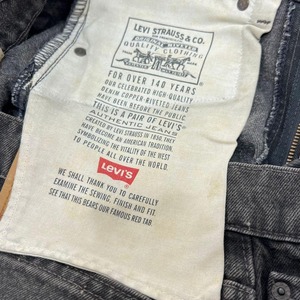 LEVI STRAUSS & CO.
QUALITY CLOTHING
FOR OVER 140 YEARS
OUR CELEBRATED HIGH-QUALITY
DENIM COPPER-RIVETED JEANS
HAVE BEEN BEFORE THE PUBLIC
THIS IS A PAIR OF LEVI'S
AUTHENTIC JEANS
CREATED BY LEVI STRAUSS IN 1850. THEY
HAVE BECOME AN AMERICAN TRADITION
SYMBOLIZING THE VITALITY OF THE WEST
TO PEOPLE ALL OVER THE WORLD.
LEVI'S
WE SHALL THANK YOU TO CAREFULLY
EXAMINE THE SEWING, FINISH AND FIT.
SEE THAT THIS BEARS OUR FAMOUS RED TAB.